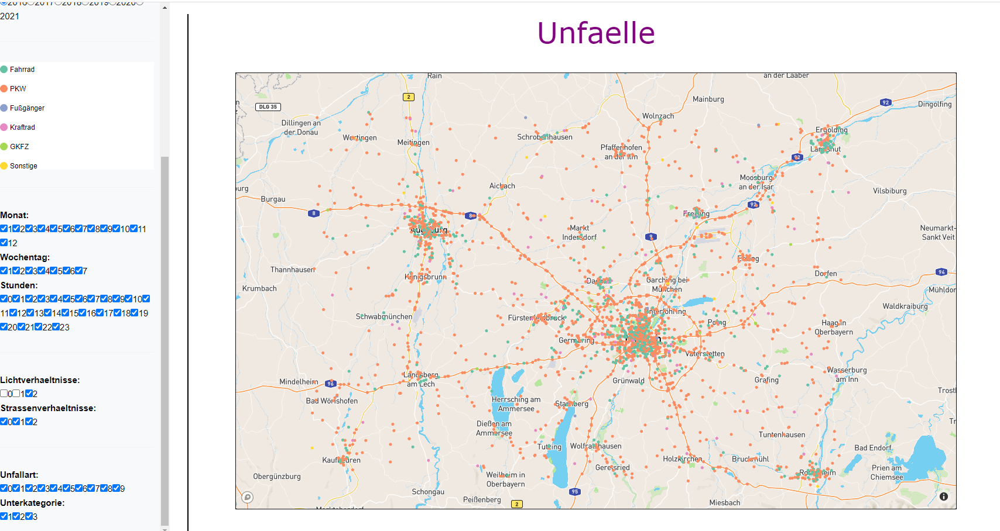 2016 2017 2018 2019 2020
2021
Fahrrad
PKW
Fußgänger
Kraftrad
GKFZ
Sonstige
Monat:
1 2 3 4 5 6 7 8 9 10 11
12
Wochentag:
1 2 3 4 5 6 7
Stunden:
0 1 2 3 4 5 6 7 8 9 10
11 12 13 14 15 16 17 18 19
20 21 22 23
Lichtverhaeltnisse:
0 1 2
Strassenverhaeltnisse:
0 1 2
Unfallart:
0 1 2 3 4 5 6 7 8 9
Unterkategorie:
1 2 3
Unfaelle
Rain
an der Laaber
2
Mainburg
92
Dingolfing
DLG 35
Dillingen an
der Donau
Wolnzach
Wertingen
Meitingen
Schrobenhausen
Ergolding
Pfaffenhofen
an der Ilm
Landshut
92
Moosburg
an der Isar
Aichach
burg
Vilsbiburg
Burgau
8
8
92
Freising
Augsburg
Markt
Indersdorf
9
Neumarkt-
Sankt Veit
Erding
Thannhausen
Königsbrunn
Dorfen
94
Krumbach
Dachau
Garching bei
München
Mühldor
Waldkraiburg
Schwabmünchen
Fürstenfeldbruck
Unterföhring
Poing
Haag in
Oberbayern
Germering
Vaterstetten
Landsberg
am Lech
Wasserburg
am Inn
Mindelheim
96
Grünwald
Grafing
Trost
Bad Wörishofen
Herrsching am
Ammersee
Starnberg
Dießen am
Ammersee
Tr
Tuntenhausen
Tutzing
Wolfratshausen
Bad Endorf
Kaufbeuren
Holzkirchen
Bruckmühl
Geretsried
Rosenheim
Prien am
Chiemsee
Obergünzburg
Weilheim in
Oberbayern
Schongau
95
Peißenberg
2
Miesbach
Marktoberdorf